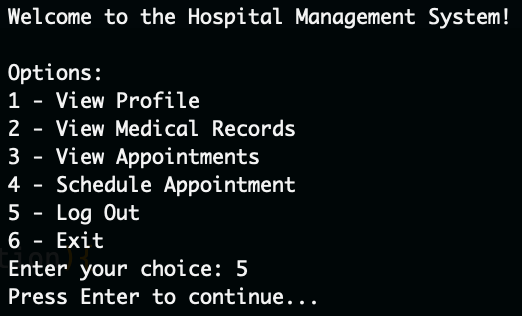 Welcome to the Hospital Management System!
Options:
1 - View Profile
2 - View Medical Records
3 - View Appointments
4 - Schedule Appointment
5 - Log Out
6 - Exit
Enter your choice: 5
Press Enter to continue...